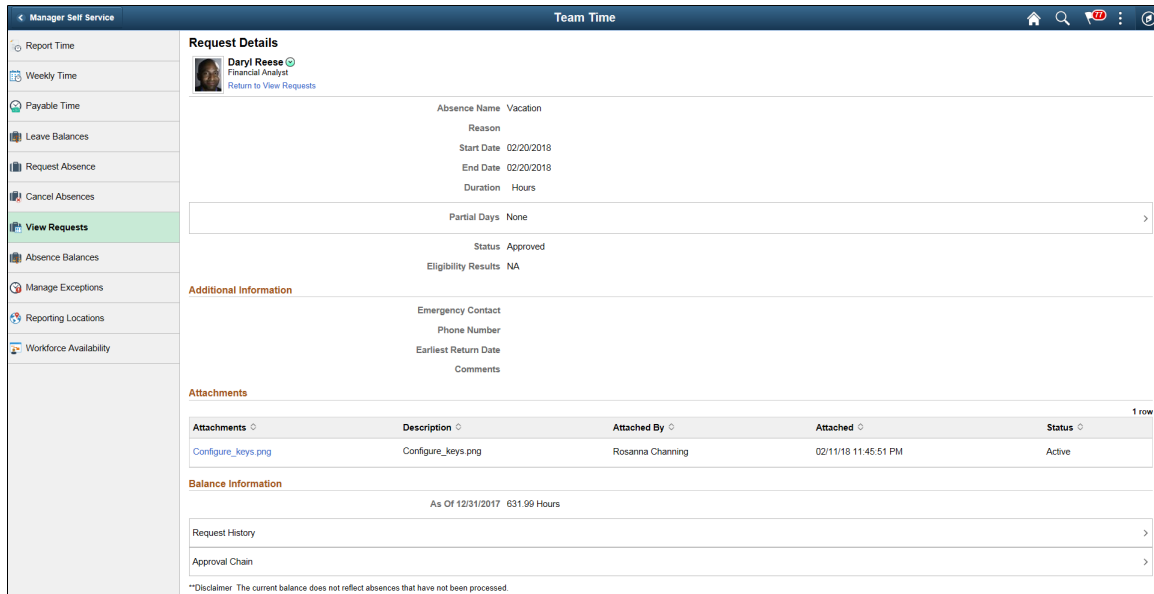 Manager Self Service
Team Time
77
Report Time
Weekly Time
Payable Time
Leave Balances
Request Absence
Cancel Absences
View Requests
Absence Balances
Manage Exceptions
Reporting Locations
Workforce Availability
Request Details
Daryl Reese
Financial Analyst
Return to View Requests
Absence Name Vacation
Reason
Start Date 02/20/2018
End Date 02/20/2018
Duration Hours
Partial Days None
Status Approved
Eligibility Results NA
Additional Information
Emergency Contact
Phone Number
Earliest Return Date
Comments
Attachments
1 row
Attachments Description Attached By Attached Status
Configure_keys.png Configure_keys.png Rosanna Channing 02/11/18 11:45:51 PM Active
Balance Information
As Of 12/31/2017 631.99 Hours
Request History
Approval Chain
**Disclaimer The current balance does not reflect absences that have not been processed.